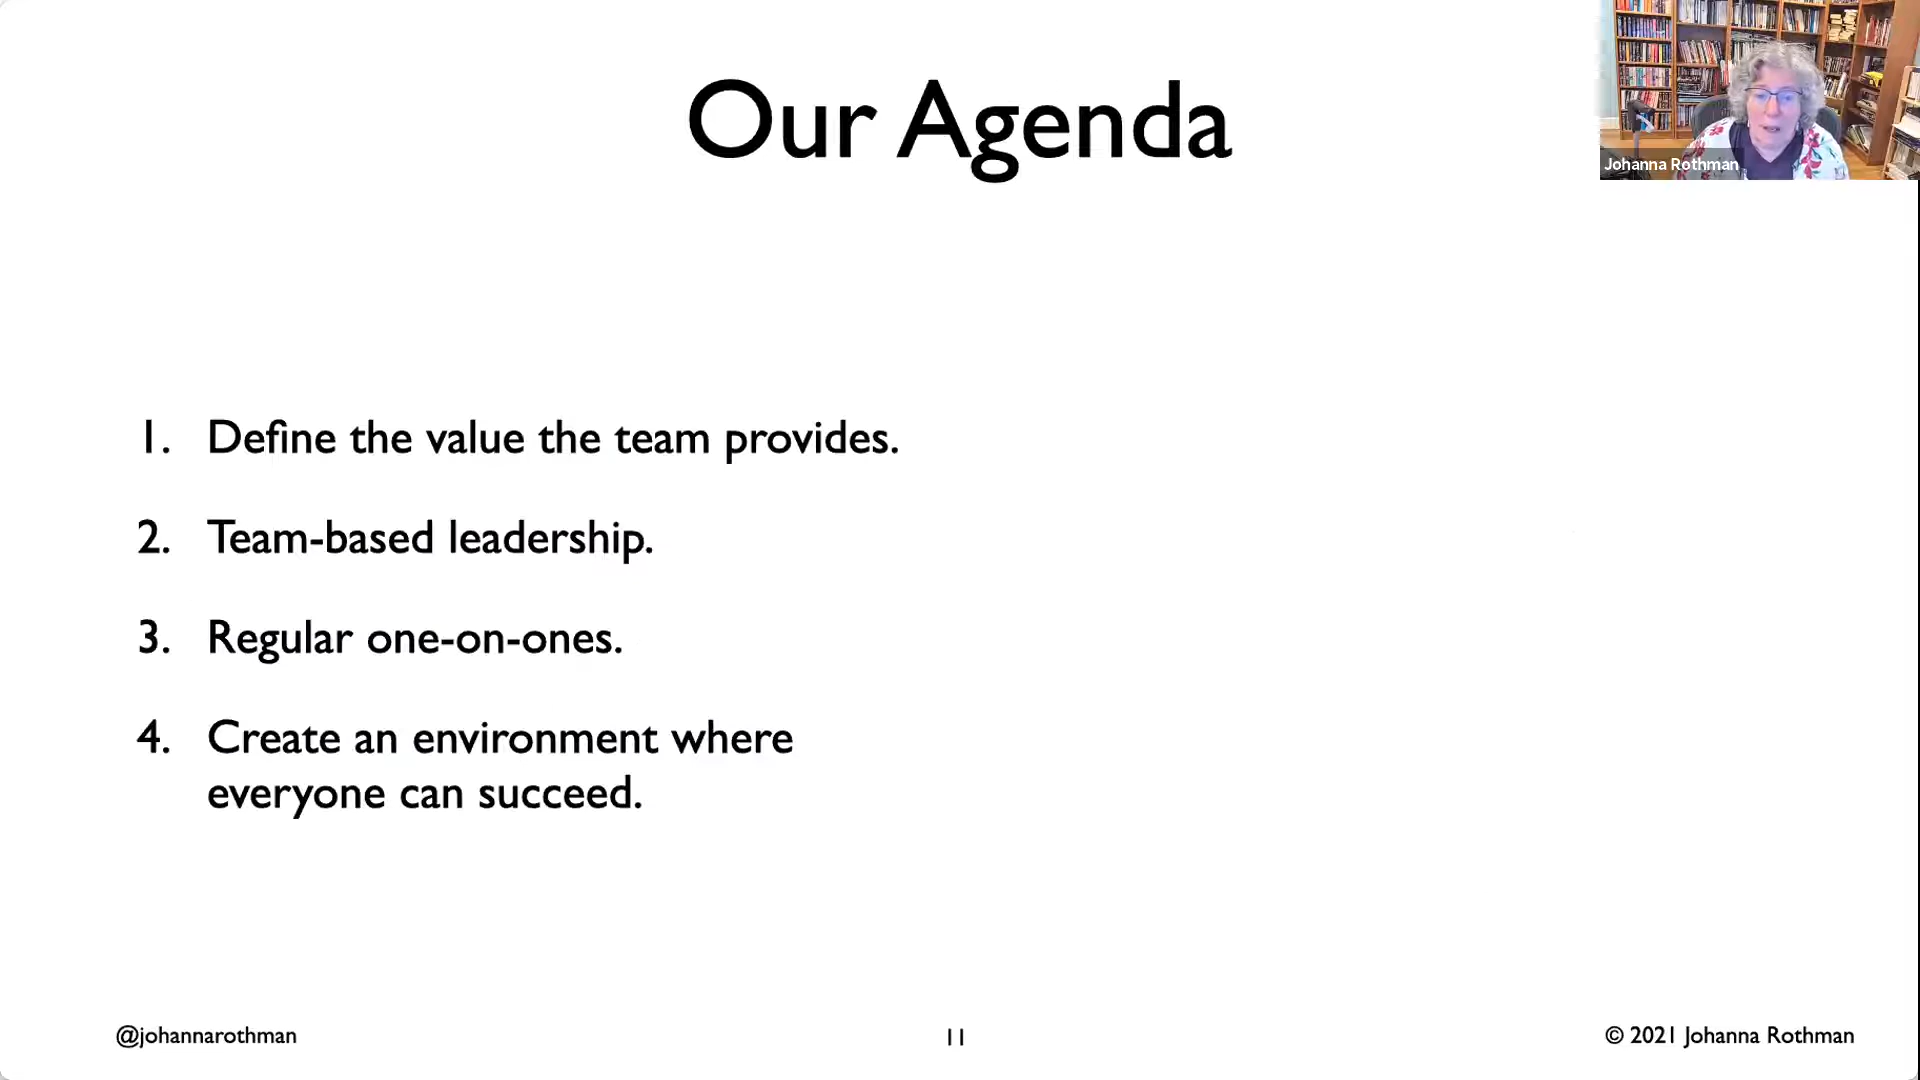 Our Agenda
Johanna Rothman
1. Define the value the team provides.
2. Team-based leadership.
3. Regular one-on-ones.
4. Create an environment where
everyone can succeed.
@johannarothman
11
© 2021 Johanna Rothman